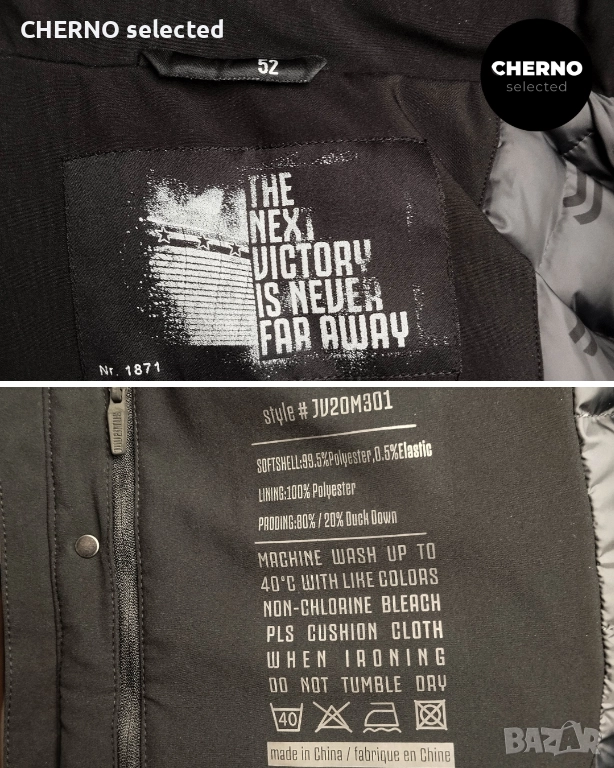 CHERNO selected
52
CHERNO
selected
THE
NEXT
VICTORY
IS NEVER
FAR AWAY
Nr. 1871
JUVENTUS
style # JV20M301
SOFTSHELL:99.5%Polyester,0.5%Elastic
LINING:100% Polyester
PADDING:80% / 20% Duck Down
MACHINE WASH UP TO
40°C WITH LIKE COLORS
NON-CHLORINE BLEACH
PLS CUSHION CLOTH
WHEN IRONING
DO NOT TUMBLE DRY
40
made in China / fabriqué en Chine
BAZAR